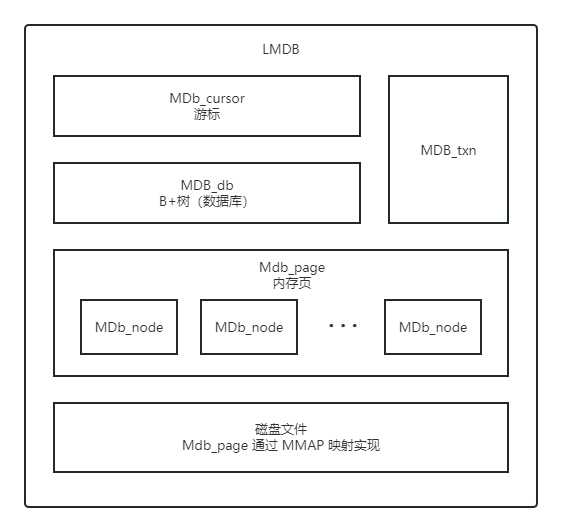 LMDB
MDb_cursor
游标
MDB_txn
MDB_db
B+树（数据库）
Mdb_page
内存页
MDb_node
MDb_node
• • •
MDb_node
磁盘文件
Mdb_page 通过 MMAP 映射实现